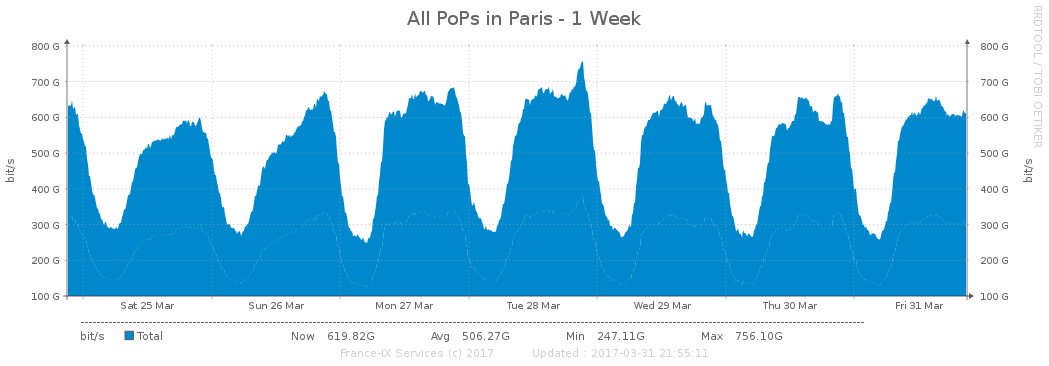 All PoPs in Paris - 1 Week
RRDTOOL / TOBI OETIKER
800 G 800 G
700 G 700 G
600 G 600 G
500 G 500 G
400 G 400 G
300 G 300 G
200 G 200 G
100 G 100 G
bit/s
bit/s
Sat 25 Mar Sun 26 Mar Mon 27 Mar Tue 28 Mar Wed 29 Mar Thu 30 Mar Fri 31 Mar
bit/s Total Now 619.82G Avg 506.27G Min 247.11G Max 756.10G
France-IX Services (c) 2017 Updated : 2017-03-31 21:55:11